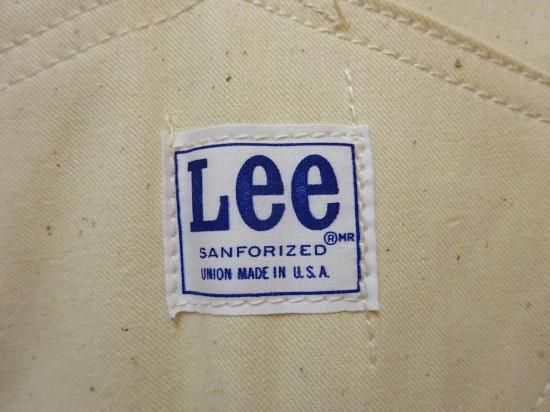 Lee
® MR
SANFORIZED
UNION MADE IN U.S.A.